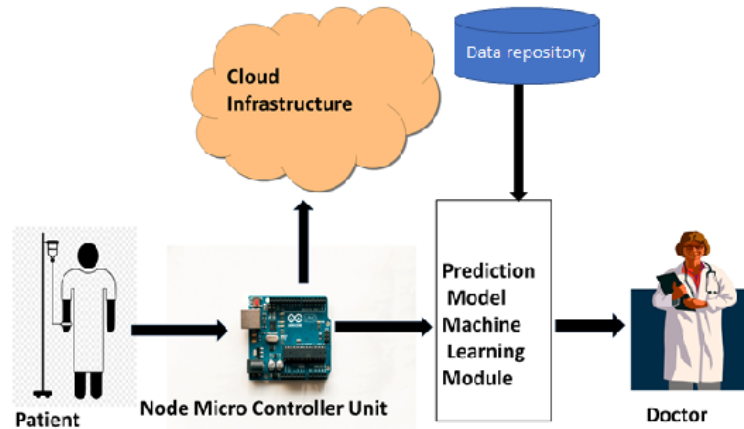 Cloud
Infrastructure
Data repository
Prediction
Model
Machine
Learning
Module
Patient
Node Micro Controller Unit
Doctor